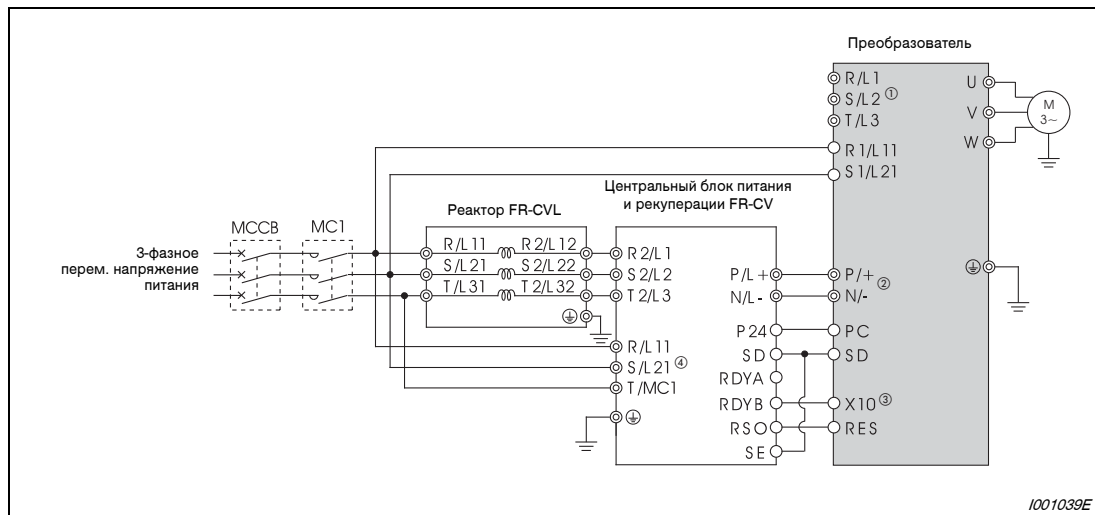 Преобразователь
R/L1
S/L2 ①
T/L3
R1/L11
S1/L21
U
V
W
M
3~
Центральный блок питания
и рекуперации FR-CV
Реактор FR-CVL
MCCB
MC1
3-фазное
перем. напряжение
питания
R/L11 R2/L12
S/L21 S2/L22
T/L31 T2/L32
R2/L1
S2/L2
T2/L3
R/L11
S/L21 ④
T/MC1
P/L+
N/L-
P24
SD
RDYA
RDYB
RSO
SE
P/+
②
N/-
PC
SD
X10 ③
RES
I001039E